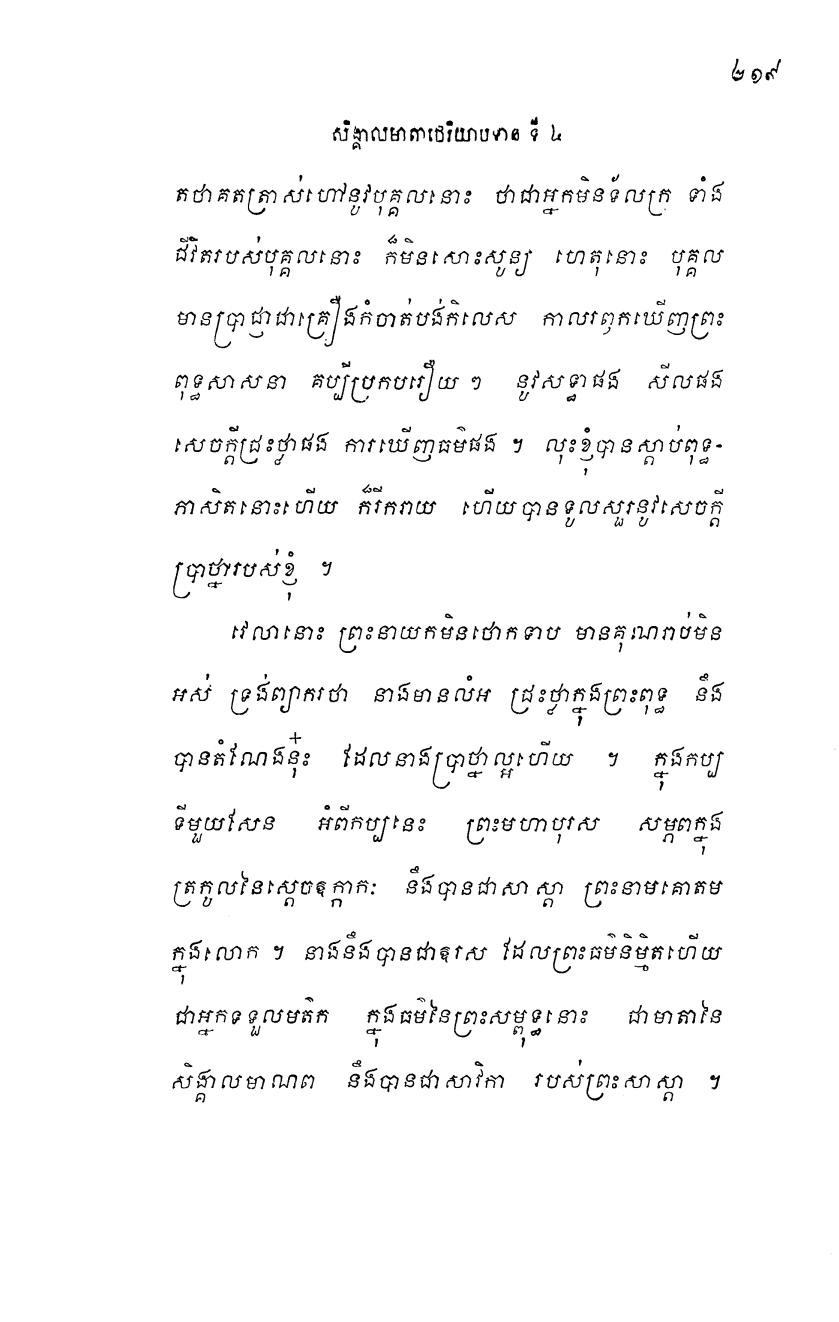 ២១៩
សិង្គាលមាតាថេរិយាបទាន ទី ៤
តថាគតត្រាស់ហៅនូវបុគ្គលនោះ ថាជាអ្នកមិនទ័លក្រ ទាំង
ជីវិតរបស់បុគ្គលនោះ ក៏មិនសោះសូន្យ ហេតុនោះ បុគ្គល
មានប្រាជ្ញាជាគ្រឿងកំចាត់បង់កិលេស កាលរឭកឃើញព្រះ
ពុទ្ធសាសនា គប្បីប្រកបរឿយ ៗ នូវសទ្ធាផង សីលផង
សេចក្តីជ្រះថ្លាផង ការឃើញធម៌ផង ។ លុះខ្ញុំបានស្តាប់ពុទ្ធ-
ភាសិតនោះហើយ ក៏រីករាយ ហើយបានទូលសួរនូវសេចក្តី
ប្រាថ្នារបស់ខ្ញុំ ។
វេលានោះ ព្រះនាយកមិនថោកទាប មានគុណរាប់មិន
អស់ ទ្រង់ព្យាករថា នាងមានលំអ ជ្រះថ្លាក្នុងព្រះពុទ្ធ នឹង
បានតំណែងនុ៎ះ ដែលនាងប្រាថ្នាល្អហើយ ។ ក្នុងកប្ប
ទីមួយសែន អំពីកប្បនេះ ព្រះមហាបុរស សម្ភពក្នុង
ត្រកូលនៃស្តេចឧក្កាកៈ នឹងបានជាសាស្តា ព្រះនាមគោតម
ក្នុងលោក ។ នាងនឹងបានជាឱរស ដែលព្រះធម៌និម្មិតហើយ
ជាអ្នកទទួលមត៌ក ក្នុងធម៌នៃព្រះសម្ពុទ្ធនោះ ជាមាតានៃ
សិង្គាលមាណព នឹងបានជាសាវិកា របស់ព្រះសាស្តា ។